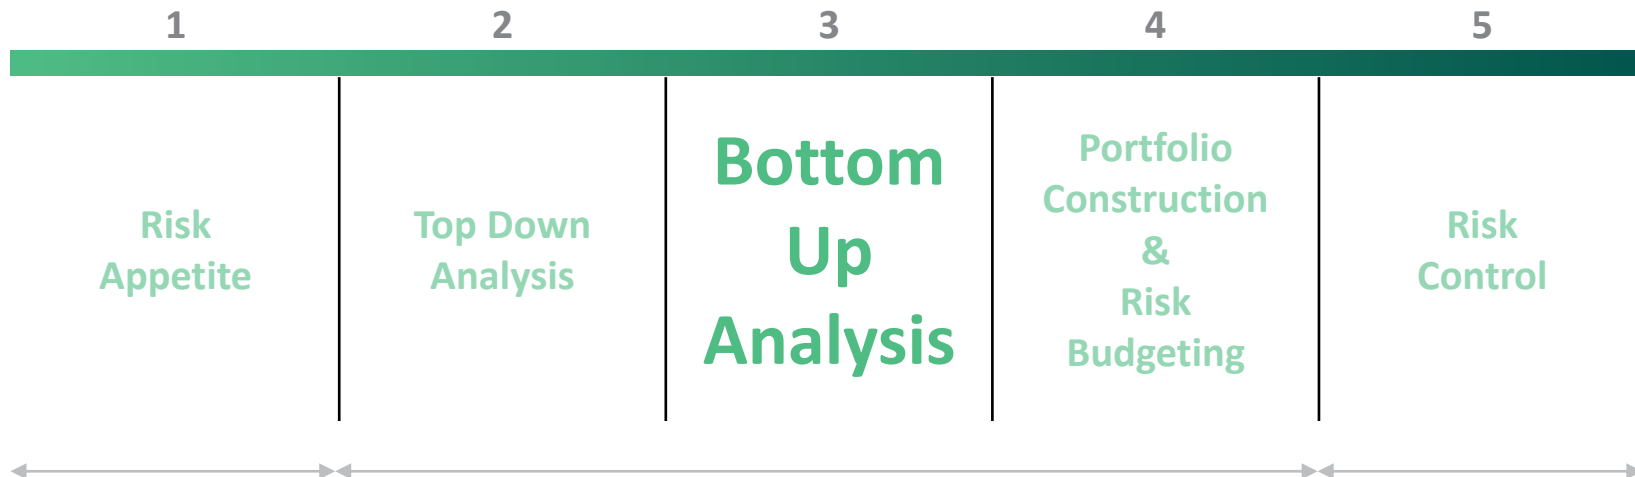 1
2
3
4
5
Risk
Appetite
Top Down
Analysis
Bottom
Up
Analysis
Portfolio
Construction
&
Risk
Budgeting
Risk
Control